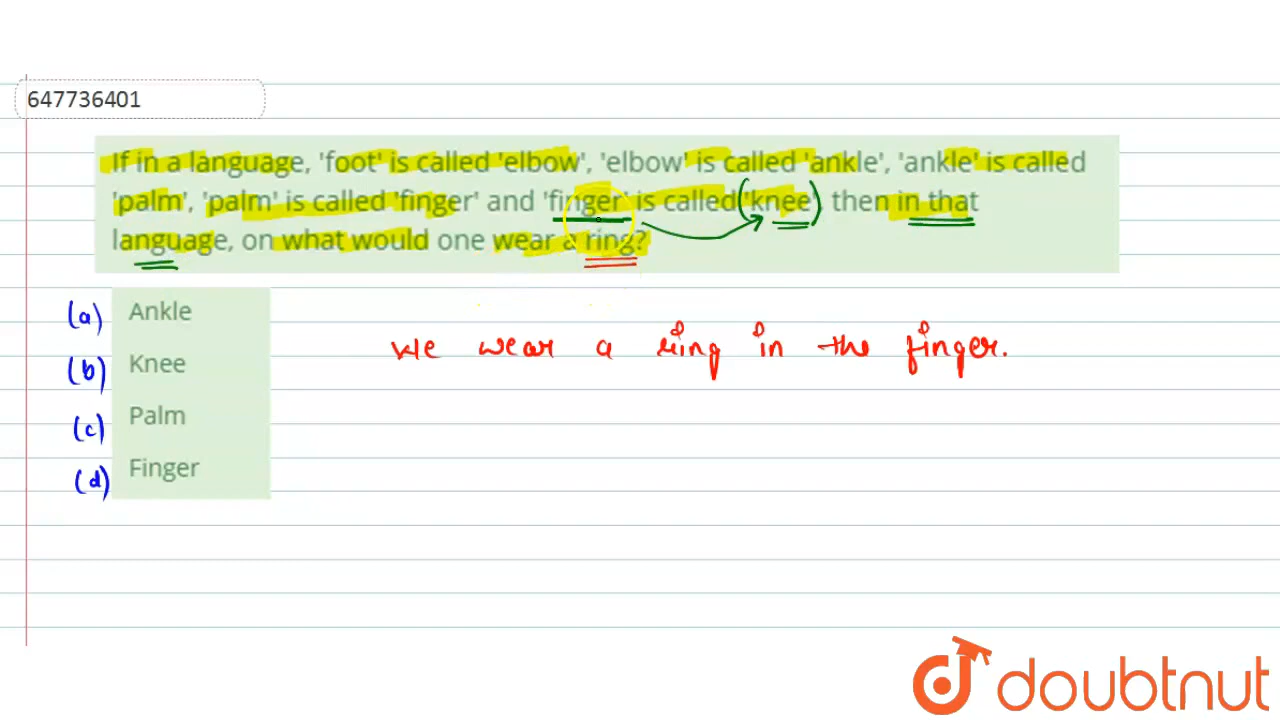 647736401
If in a language, 'foot' is called 'elbow', 'elbow' is called 'ankle', 'ankle' is called
'palm', 'palm' is called 'finger' and 'finger' is called 'knee', then in that
language, on what would one wear a ring?
(a) Ankle
(b) Knee
(c) Palm
(d) Finger
We wear a ring in the finger.
doubtnut